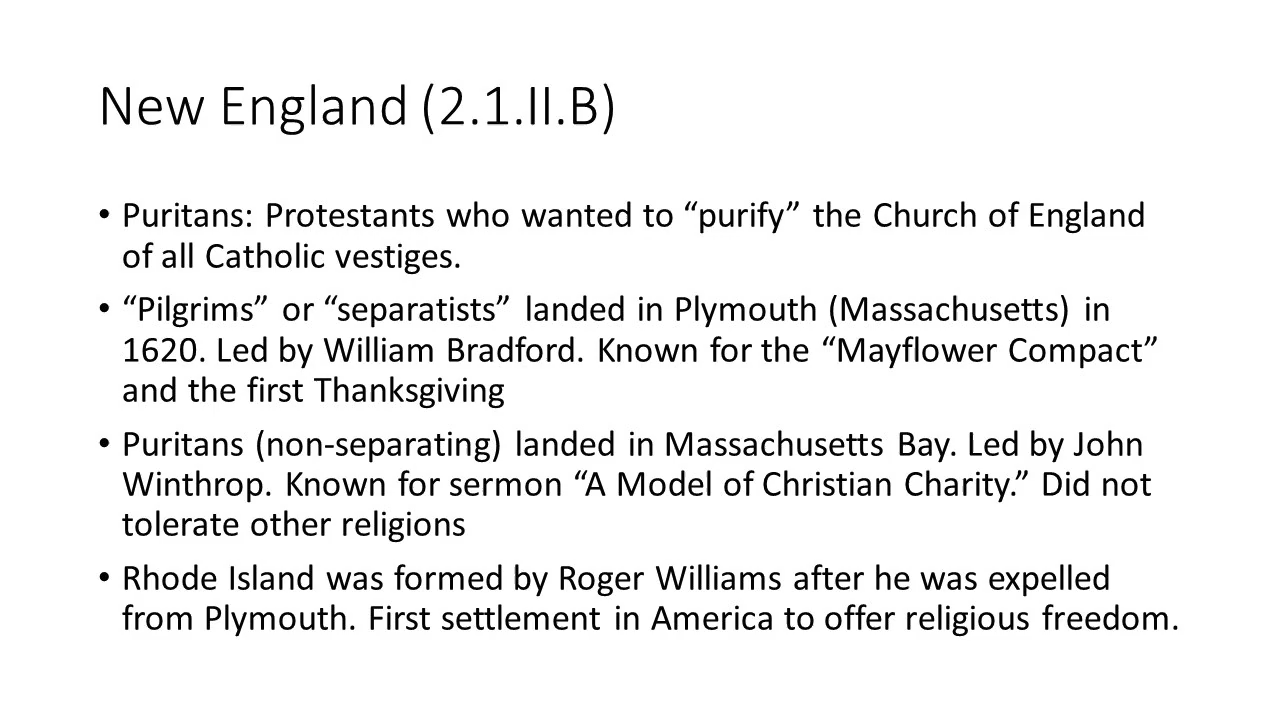 New England (2.1.II.B)
• Puritans: Protestants who wanted to “purify” the Church of England
of all Catholic vestiges.
• “Pilgrims” or “separatists” landed in Plymouth (Massachusetts) in
1620. Led by William Bradford. Known for the “Mayflower Compact”
and the first Thanksgiving
• Puritans (non-separating) landed in Massachusetts Bay. Led by John
Winthrop. Known for sermon “A Model of Christian Charity.” Did not
tolerate other religions
• Rhode Island was formed by Roger Williams after he was expelled
from Plymouth. First settlement in America to offer religious freedom.